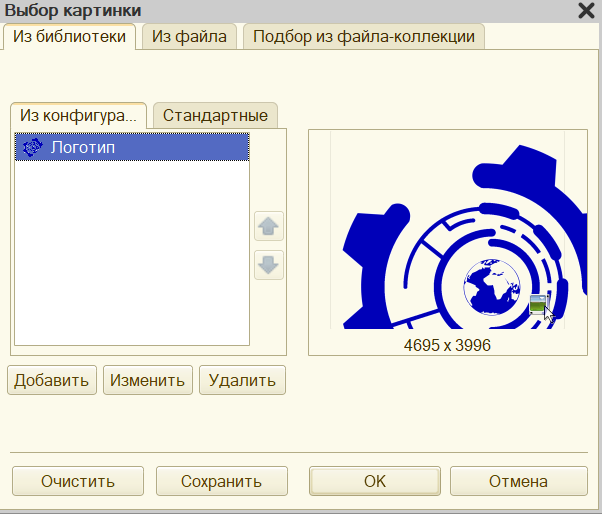 Выбор картинки
Из библиотеки Из файла Подбор из файла-коллекции
Из конфигура... Стандартные
Логотип
4695 x 3996
Добавить Изменить Удалить
Очистить Сохранить OK Отмена